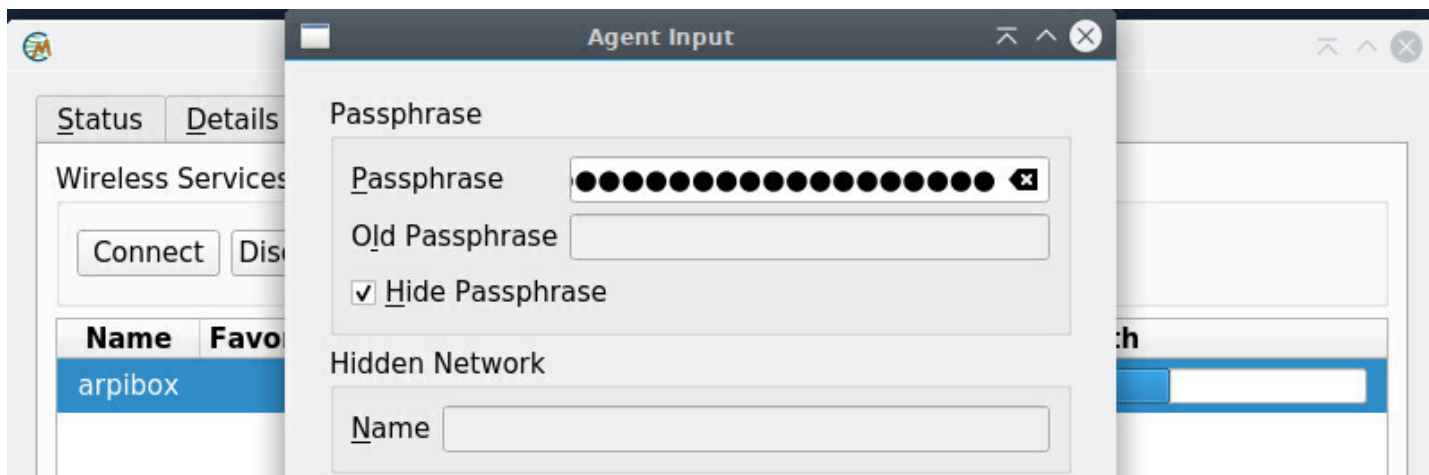 Agent Input
Status Details
Passphrase
Wireless Services
Passphrase
Old Passphrase
Connect
Hide Passphrase
Name
Hidden Network
arpibox
Name